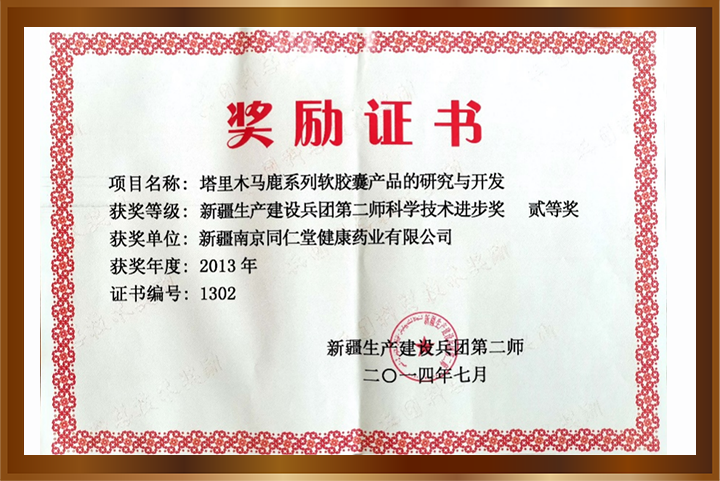 奖励证书
项目名称：塔里木马鹿系列软胶囊产品的研究与开发
获奖等级：新疆生产建设兵团第二师科学技术进步奖 贰等奖
获奖单位：新疆南京同仁堂健康药业有限公司
获奖年度：2013年
证书编号：1302
新疆生产建设兵团第二师
二〇一四年七月